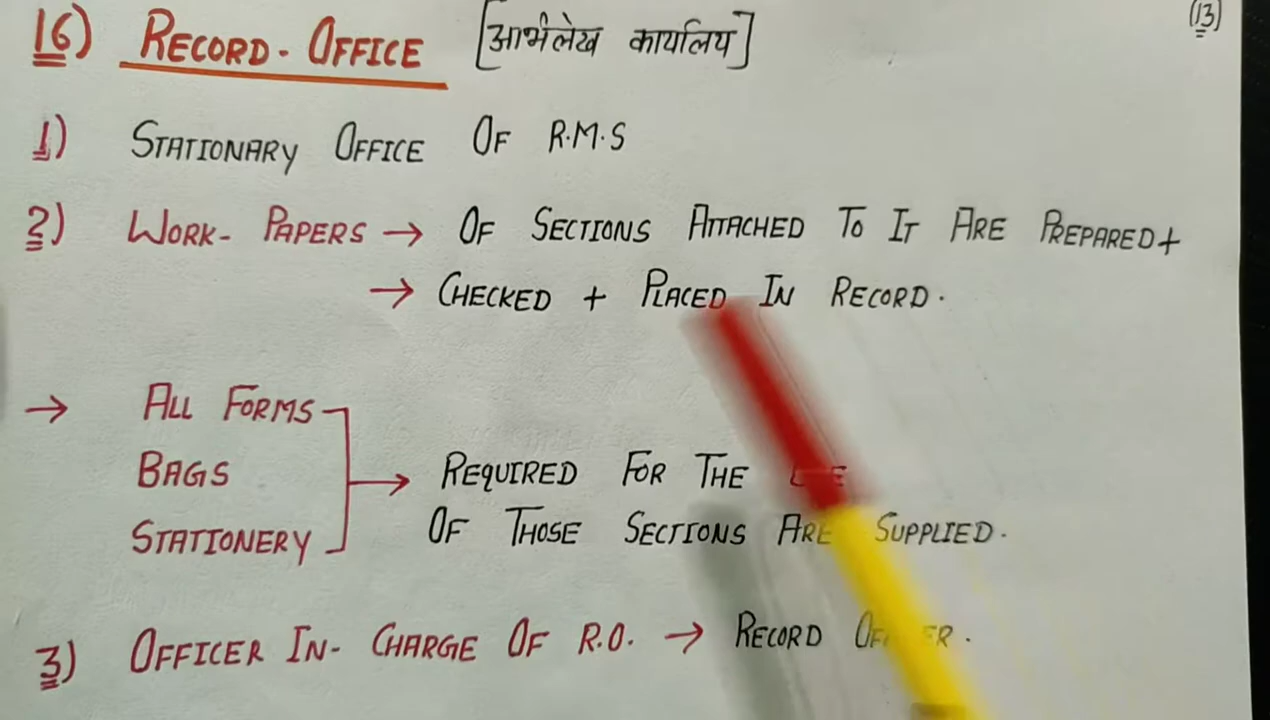 (13)
16) RECORD-OFFICE [अभिलेख कार्यालय]
1) STATIONARY OFFICE OF R.M.S
2) WORK-PAPERS → OF SECTIONS ATTACHED TO IT ARE PREPARED+
→ CHECKED + PLACED IN RECORD.
→ ALL FORMS
BAGS
STATIONERY
→ REQUIRED FOR THE
OF THOSE SECTIONS ARE SUPPLIED.
3) OFFICER IN-CHARGE OF R.O. → RECORD